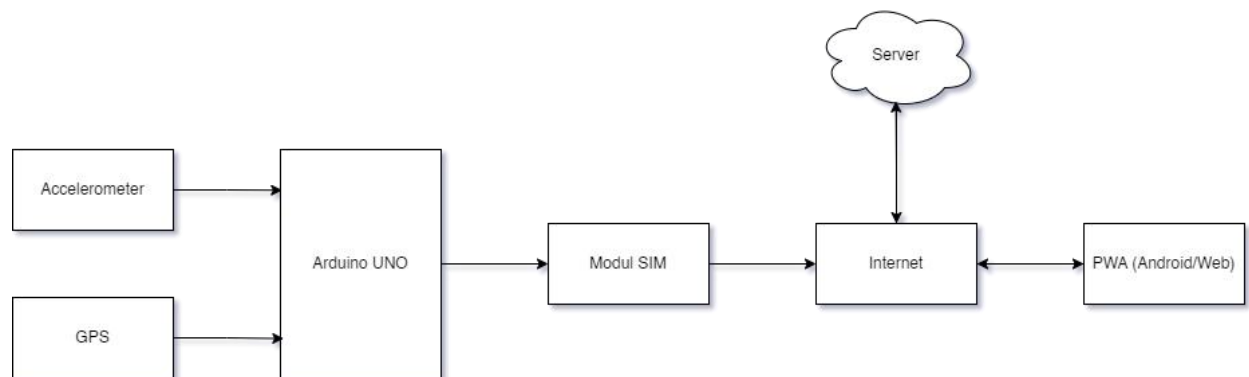 Server
Accelerometer
Arduino UNO
Modul SIM
Internet
PWA (Android/Web)
GPS